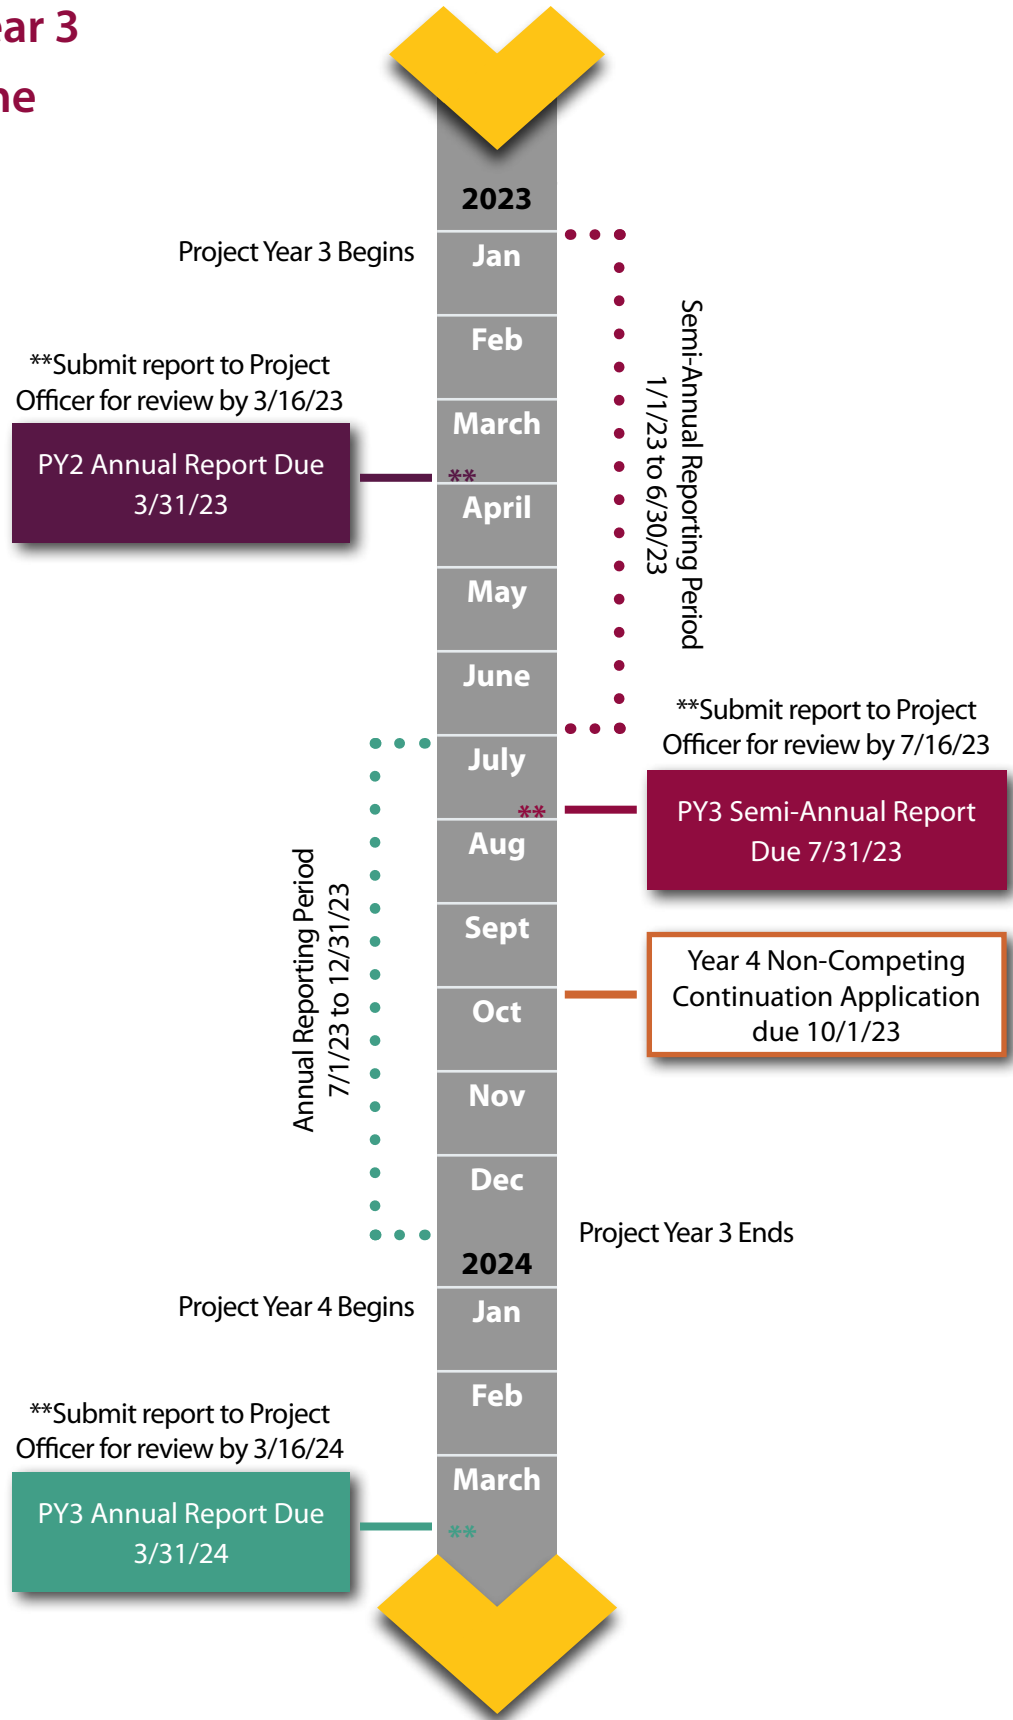 ear 3
ne
2023
Project Year 3 Begins
Jan
Feb
**Submit report to Project
Officer for review by 3/16/23
March
PY2 Annual Report Due
3/31/23
**
April
May
June
Semi-Annual Reporting Period
1/1/23 to 6/30/23
**Submit report to Project
Officer for review by 7/16/23
July
**
PY3 Semi-Annual Report
Due 7/31/23
Aug
Sept
Annual Reporting Period
7/1/23 to 12/31/23
Year 4 Non-Competing
Continuation Application
due 10/1/23
Oct
Nov
Dec
Project Year 3 Ends
2024
Project Year 4 Begins
Jan
Feb
**Submit report to Project
Officer for review by 3/16/24
March
PY3 Annual Report Due
3/31/24
**